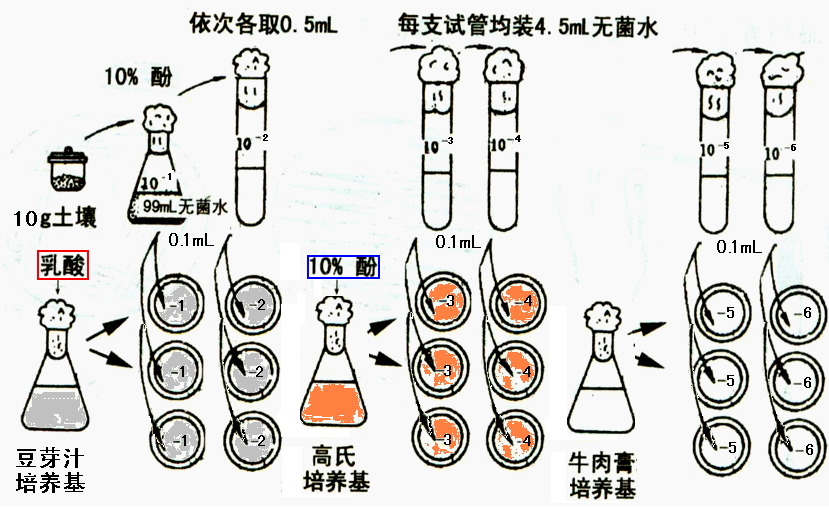 依次各取0.5mL
每支试管均装4.5mL无菌水
10% 酚
10⁻²
10⁻³
10⁻⁴
10⁻⁵
10⁻⁶
10⁻¹
99mL无菌水
10g土壤
0.1mL
0.1mL
0.1mL
乳酸
10% 酚
-1
-2
-3
-4
-5
-6
-1
-2
-3
-4
-5
-6
-1
-2
-3
-4
-5
-6
豆芽汁
培养基
高氏
培养基
牛肉膏
培养基